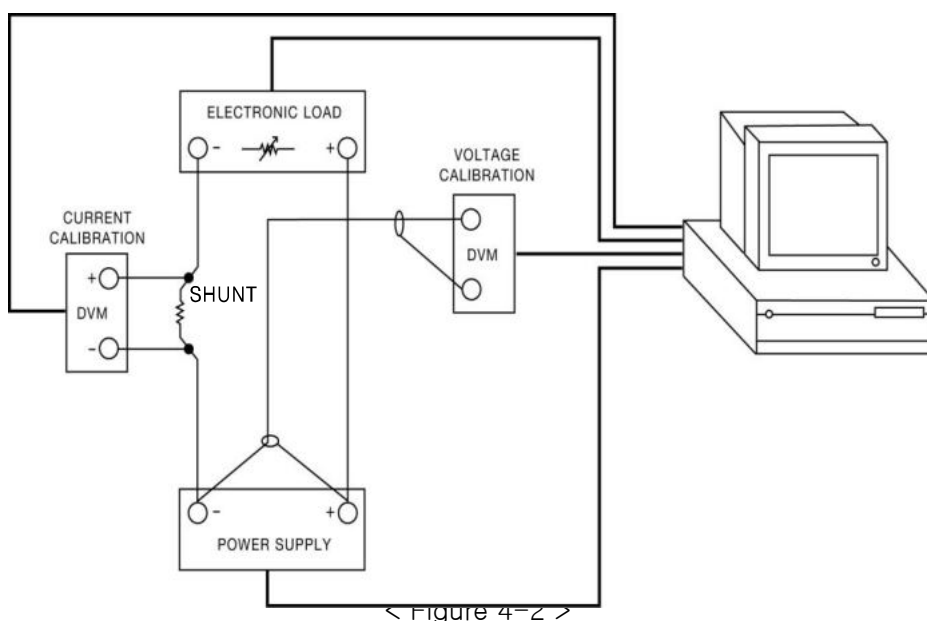 ELECTRONIC LOAD
- +
VOLTAGE
CALIBRATION
CURRENT
CALIBRATION
DVM
+
SHUNT
DVM
-
- +
POWER SUPPLY
< Figure 4-2 >